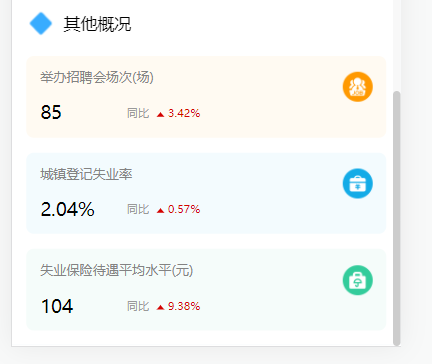 其他概况
举办招聘会场次(场)
85 同比 ▲ 3.42%
城镇登记失业率
2.04% 同比 ▲ 0.57%
失业保险待遇平均水平(元)
104 同比 ▲ 9.38%